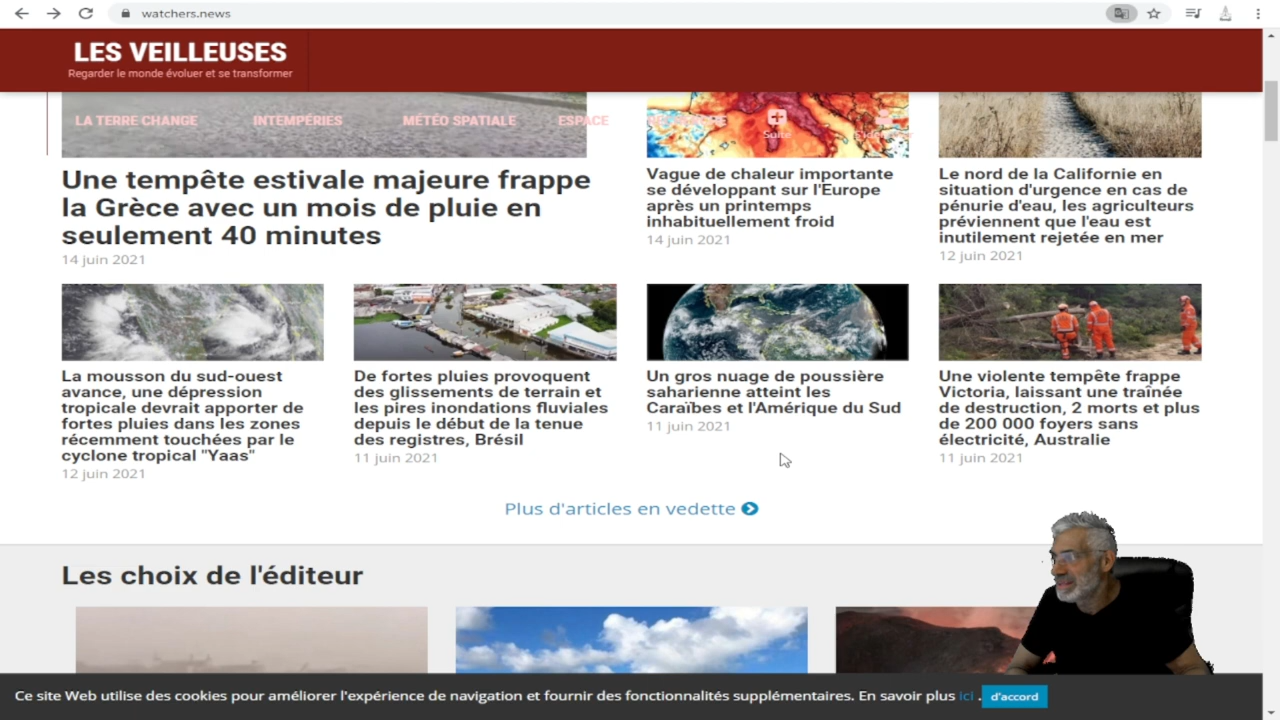 watchers.news
LES VEILLEUSES
Regarder le monde évoluer et se transformer
LA TERRE CHANGE
INTEMPÉRIES
MÉTÉO SPATIALE
ESPACE
Suite
Une tempête estivale majeure frappe
la Grèce avec un mois de pluie en
seulement 40 minutes
14 juin 2021
Vague de chaleur importante
se développant sur l'Europe
après un printemps
inhabituellement froid
14 juin 2021
Le nord de la Californie en
situation d'urgence en cas de
pénurie d'eau, les agriculteurs
préviennent que l'eau est
inutilement rejetée en mer
12 juin 2021
La mousson du sud-ouest
avance, une dépression
tropicale devrait apporter de
fortes pluies dans les zones
récemment touchées par le
cyclone tropical "Yaas"
12 juin 2021
De fortes pluies provoquent
des glissements de terrain et
les pires inondations fluviales
depuis le début de la tenue
des registres, Brésil
11 juin 2021
Un gros nuage de poussière
saharienne atteint les
Caraïbes et l'Amérique du Sud
11 juin 2021
Une violente tempête frappe
Victoria, laissant une traînée
de destruction, 2 morts et plus
de 200 000 foyers sans
électricité, Australie
11 juin 2021
Plus d'articles en vedette
Les choix de l'éditeur
Ce site Web utilise des cookies pour améliorer l'expérience de navigation et fournir des fonctionnalités supplémentaires. En savoir plus ici . d'accord